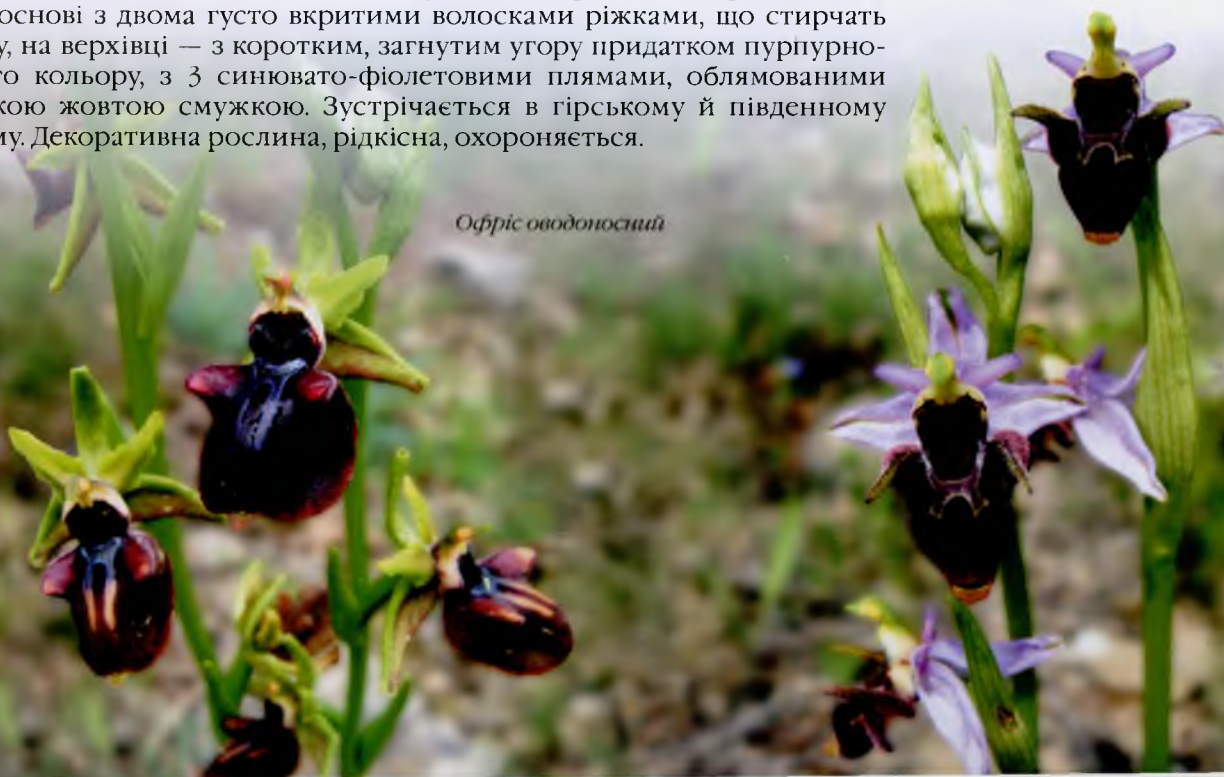 основі з двома густо вкритими волосками ріжками, що стирчать
у, на верхівці — з коротким, загнутим угору придатком пурпурно-
го кольору, з 3 синювато-фіолетовими плямами, облямованими
кою жовтою смужкою. Зустрічається в гірському й південному
му. Декоративна рослина, рідкісна, охороняється.
Офріс оводоносний